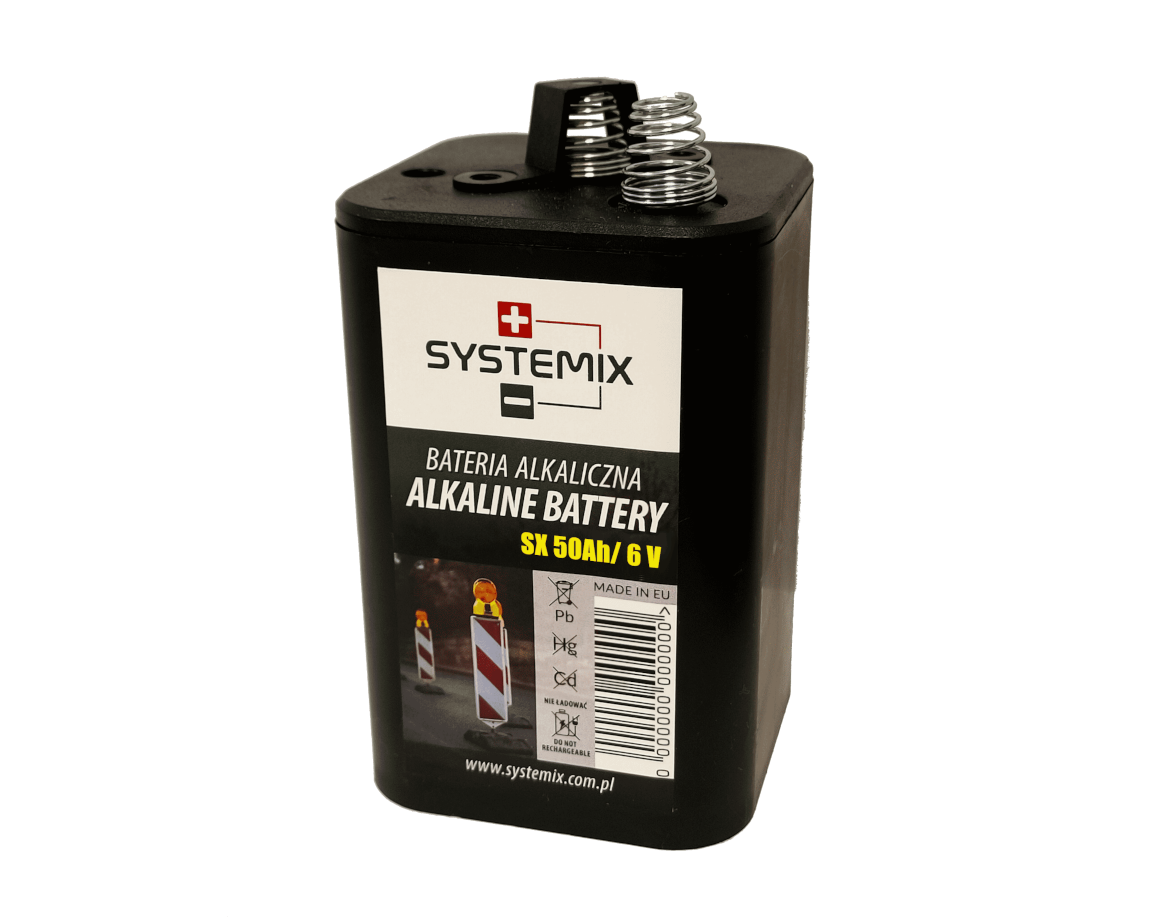 SYSTEMIX
BATERIA ALKALICZNA
ALKALINE BATTERY
SX 50Ah/ 6 V
MADE IN EU
Pb
Hg
Cd
NIE ŁADOWAĆ
DO NOT
RECHARGEABLE
www.systemix.com.pl